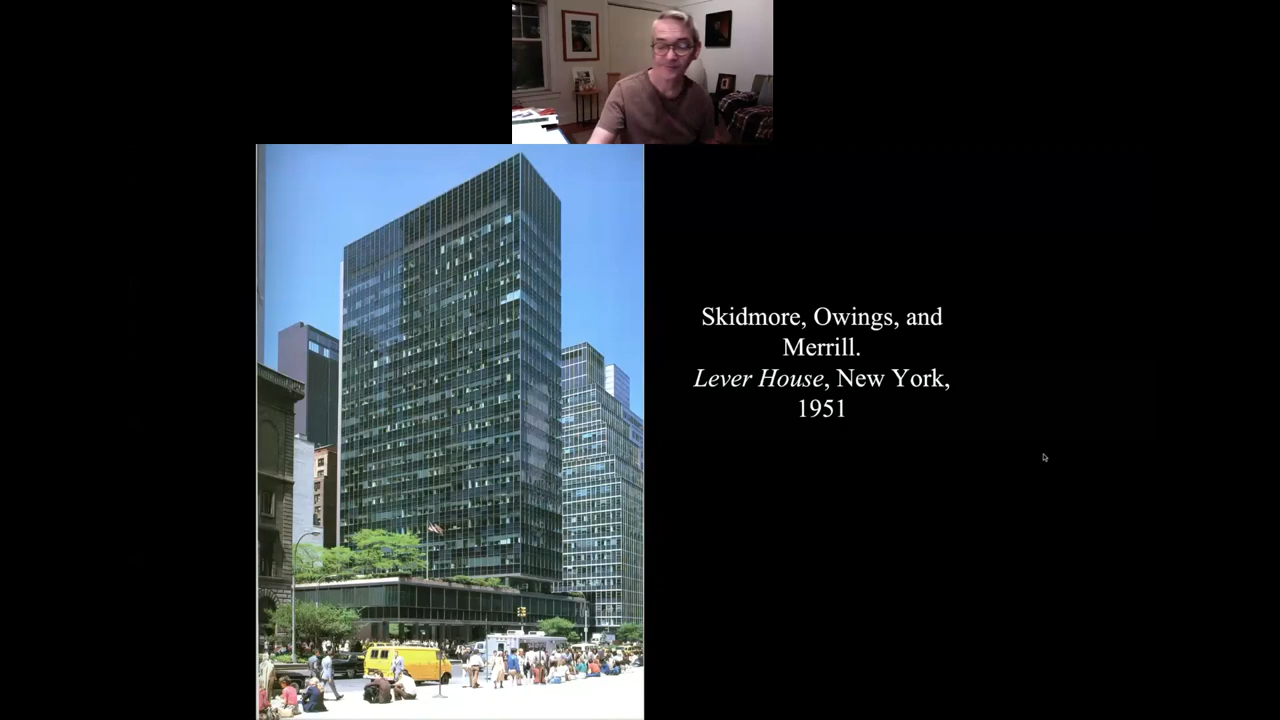 Skidmore, Owings, and
Merrill.
Lever House, New York,
1951